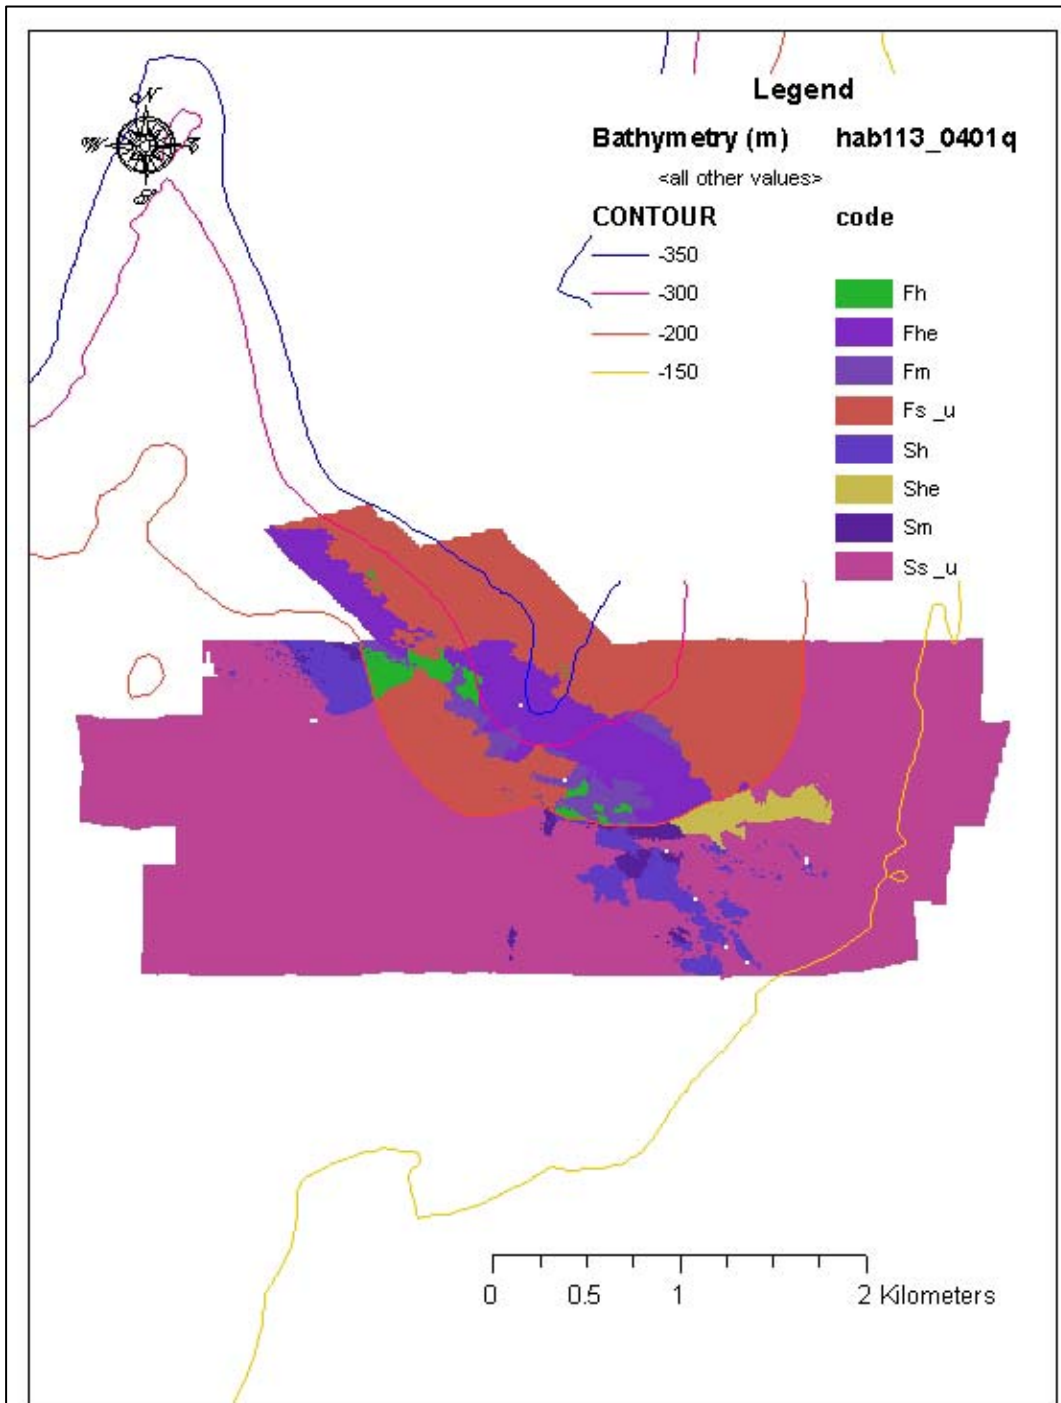 N
W E
S
Legend
Bathymetry (m) hab113_0401q
<all other values>
CONTOUR code
-350
-300
-200
-150
Fh
Fhe
Fm
Fs _u
Sh
She
Sm
Ss _u
0 0.5 1 2 Kilometers